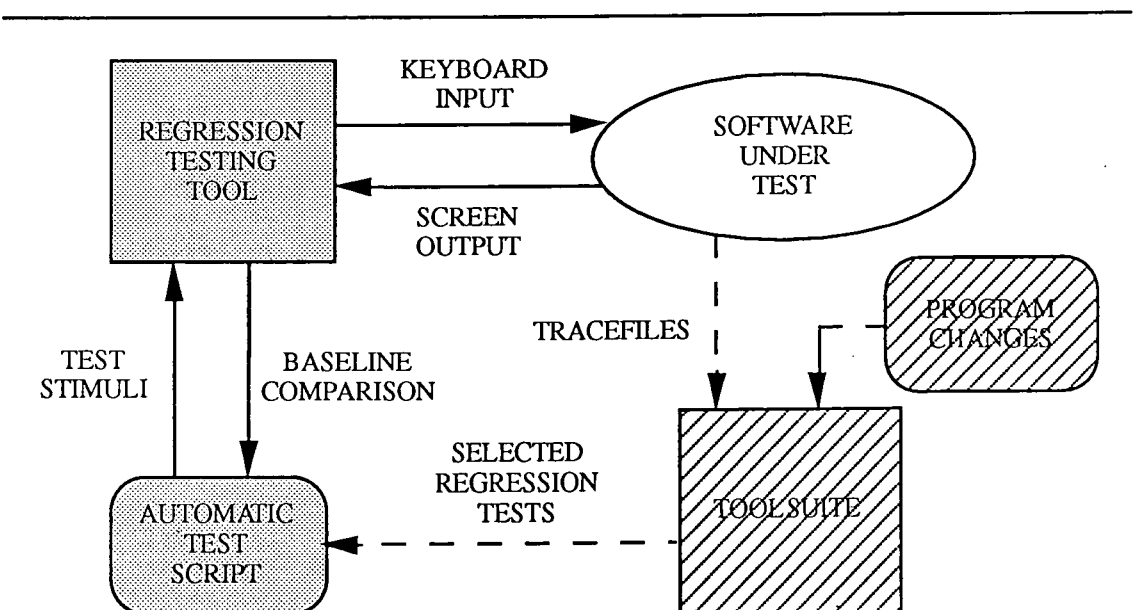 KEYBOARD
INPUT
REGRESSION
TESTING
TOOL
SOFTWARE
UNDER
TEST
SCREEN
OUTPUT
PROGRAM
CHANGES
TRACEFILES
TEST
STIMULI
BASELINE
COMPARISON
SELECTED
REGRESSION
TESTS
TOOLSUITE
AUTOMATIC
TEST
SCRIPT